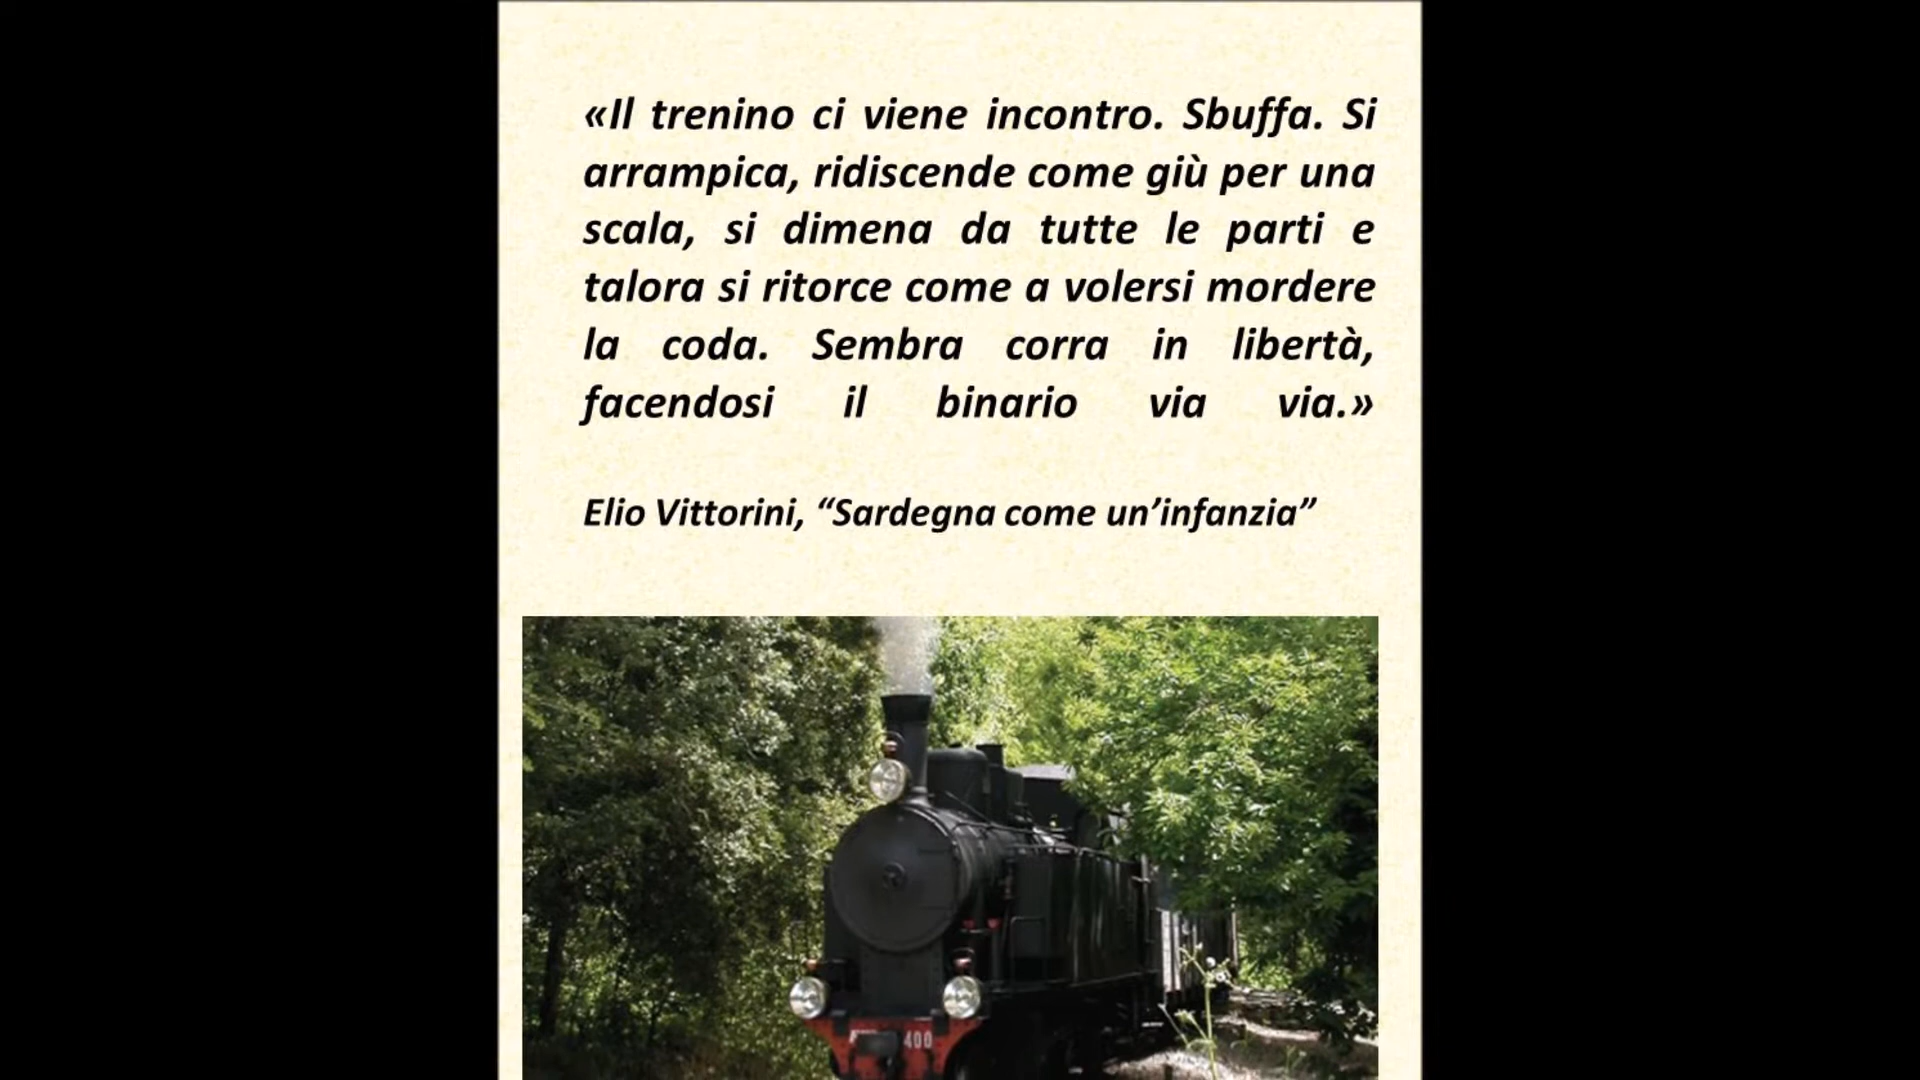 «Il trenino ci viene incontro. Sbuffa. Si
arrampica, ridiscende come giù per una
scala, si dimena da tutte le parti e
talora si ritorce come a volersi mordere
la coda. Sembra corra in libertà,
facendosi il binario via via.»
Elio Vittorini, “Sardegna come un’infanzia”
400